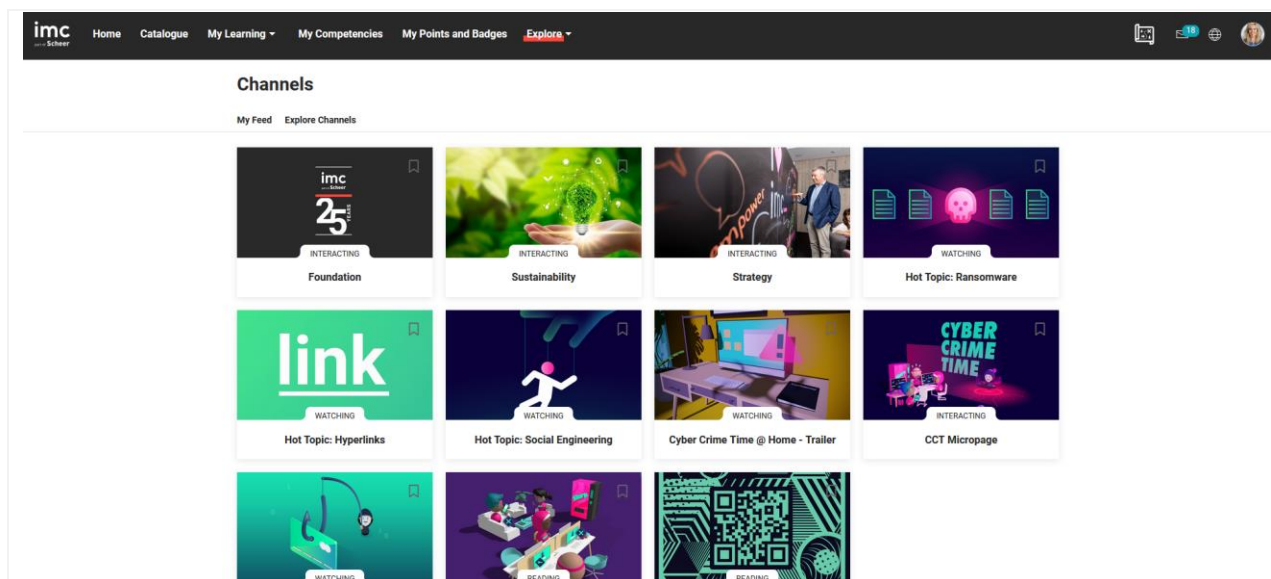 imc
part of Scheer
Home Catalogue My Learning My Competencies My Points and Badges Explore
18
Channels
My Feed Explore Channels
imc
part of Scheer
25
YEARS
INTERACTING
Foundation
INTERACTING
Sustainability
power
imc
INTERACTING
Strategy
WATCHING
Hot Topic: Ransomware
link
WATCHING
Hot Topic: Hyperlinks
WATCHING
Hot Topic: Social Engineering
WATCHING
Cyber Crime Time @ Home - Trailer
CYBER
CRIME
TIME
INTERACTING
CCT Micropage
WATCHING
READING
READING